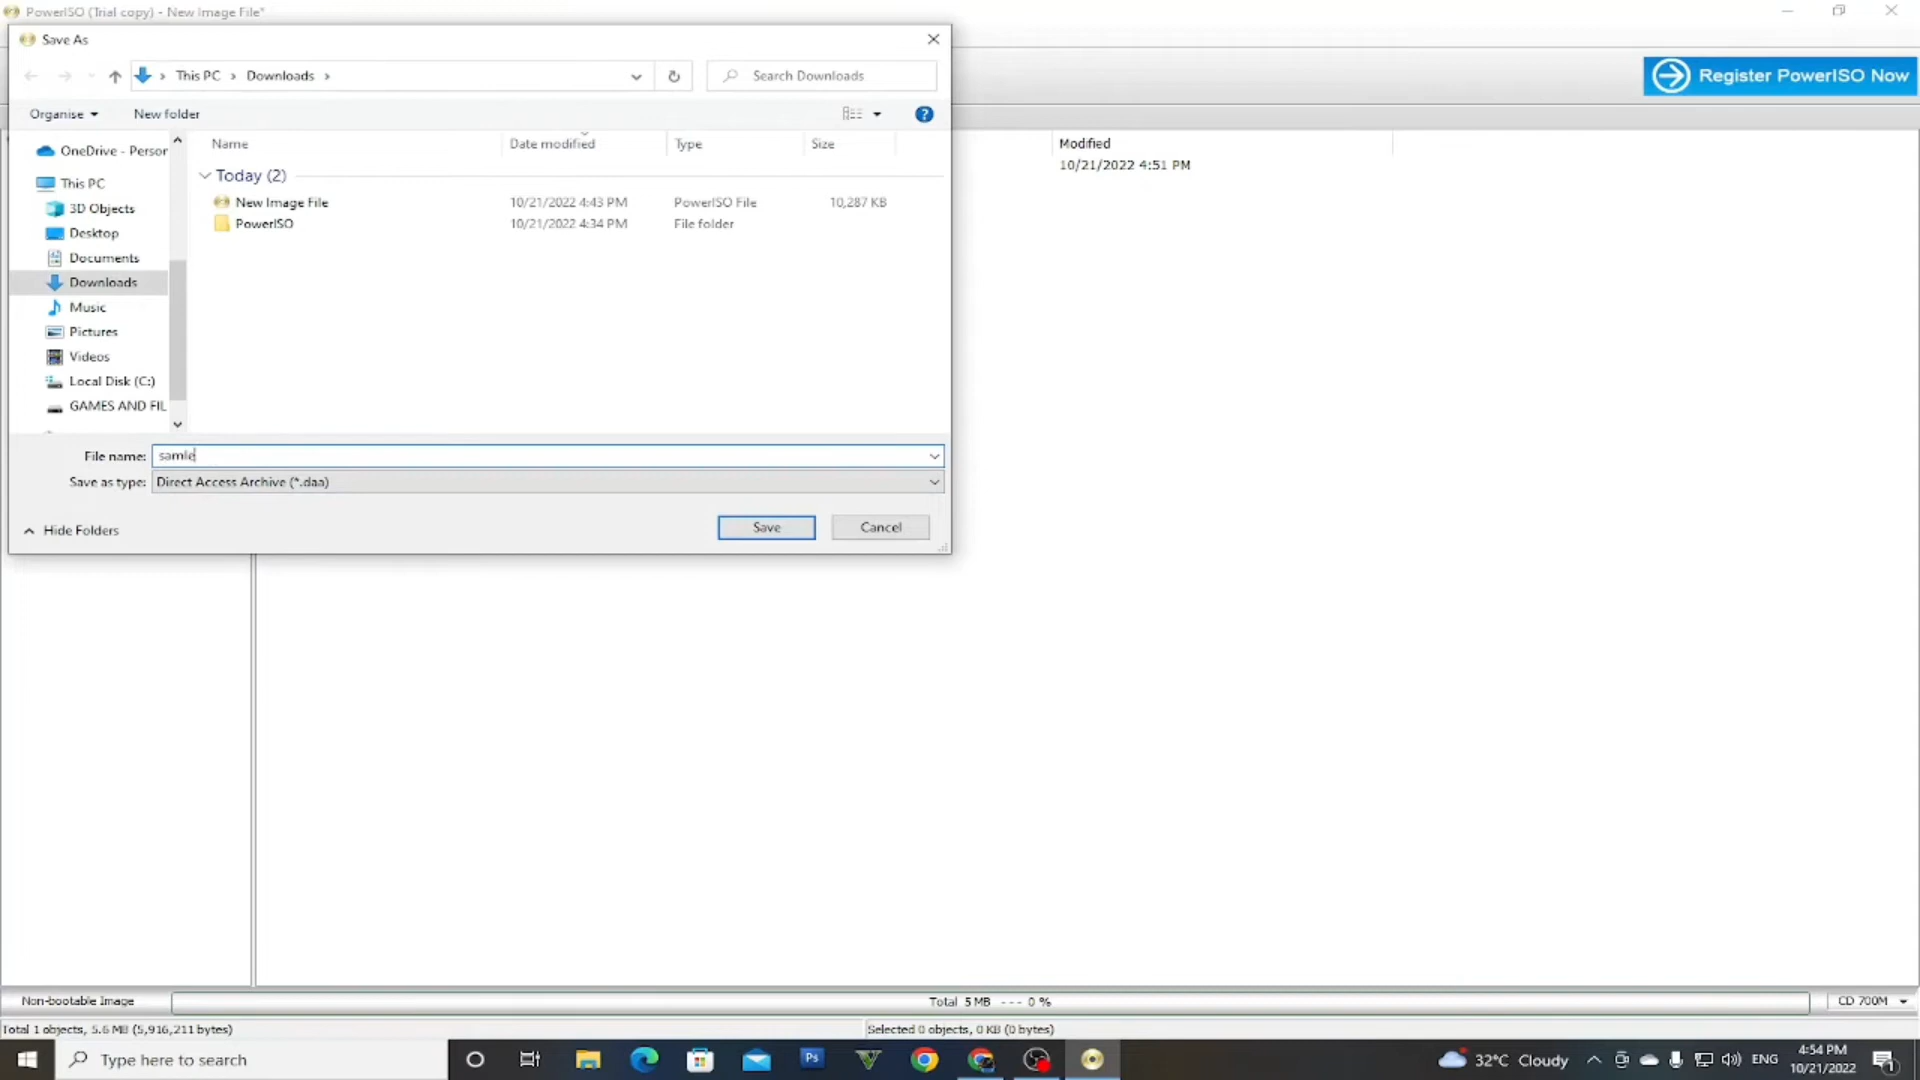 PowerISO (Trial copy) - New Image File*
Save As
This PC > Downloads >
Search Downloads
Register PowerISO Now
Organise
New folder
Name
Date modified
Type
Size
Modified
10/21/2022 4:51 PM
OneDrive - Person
This PC
3D Objects
Desktop
Documents
Downloads
Music
Pictures
Videos
Local Disk (C:)
GAMES AND FIL
Today (2)
New Image File 10/21/2022 4:43 PM PowerISO File 10,287 KB
PowerISO 10/21/2022 4:34 PM File folder
File name: samle
Save as type: Direct Access Archive (*.daa)
Hide Folders
Save
Cancel
Non-bootable Image
Total 5 MB --- 0 %
CD 700M
Total 1 objects, 5.6 MB (5,916,211 bytes)
Selected 0 objects, 0 KB (0 bytes)
Type here to search
Ps
32°C Cloudy
ENG
4:54 PM
10/21/2022
1